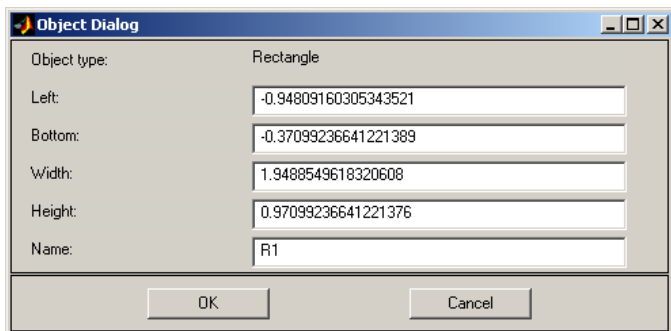 Object Dialog
Object type: Rectangle
Left: -0.94809160305343521
Bottom: -0.37099236641221389
Width: 1.9488549618320608
Height: 0.97099236641221376
Name: R1
OK Cancel